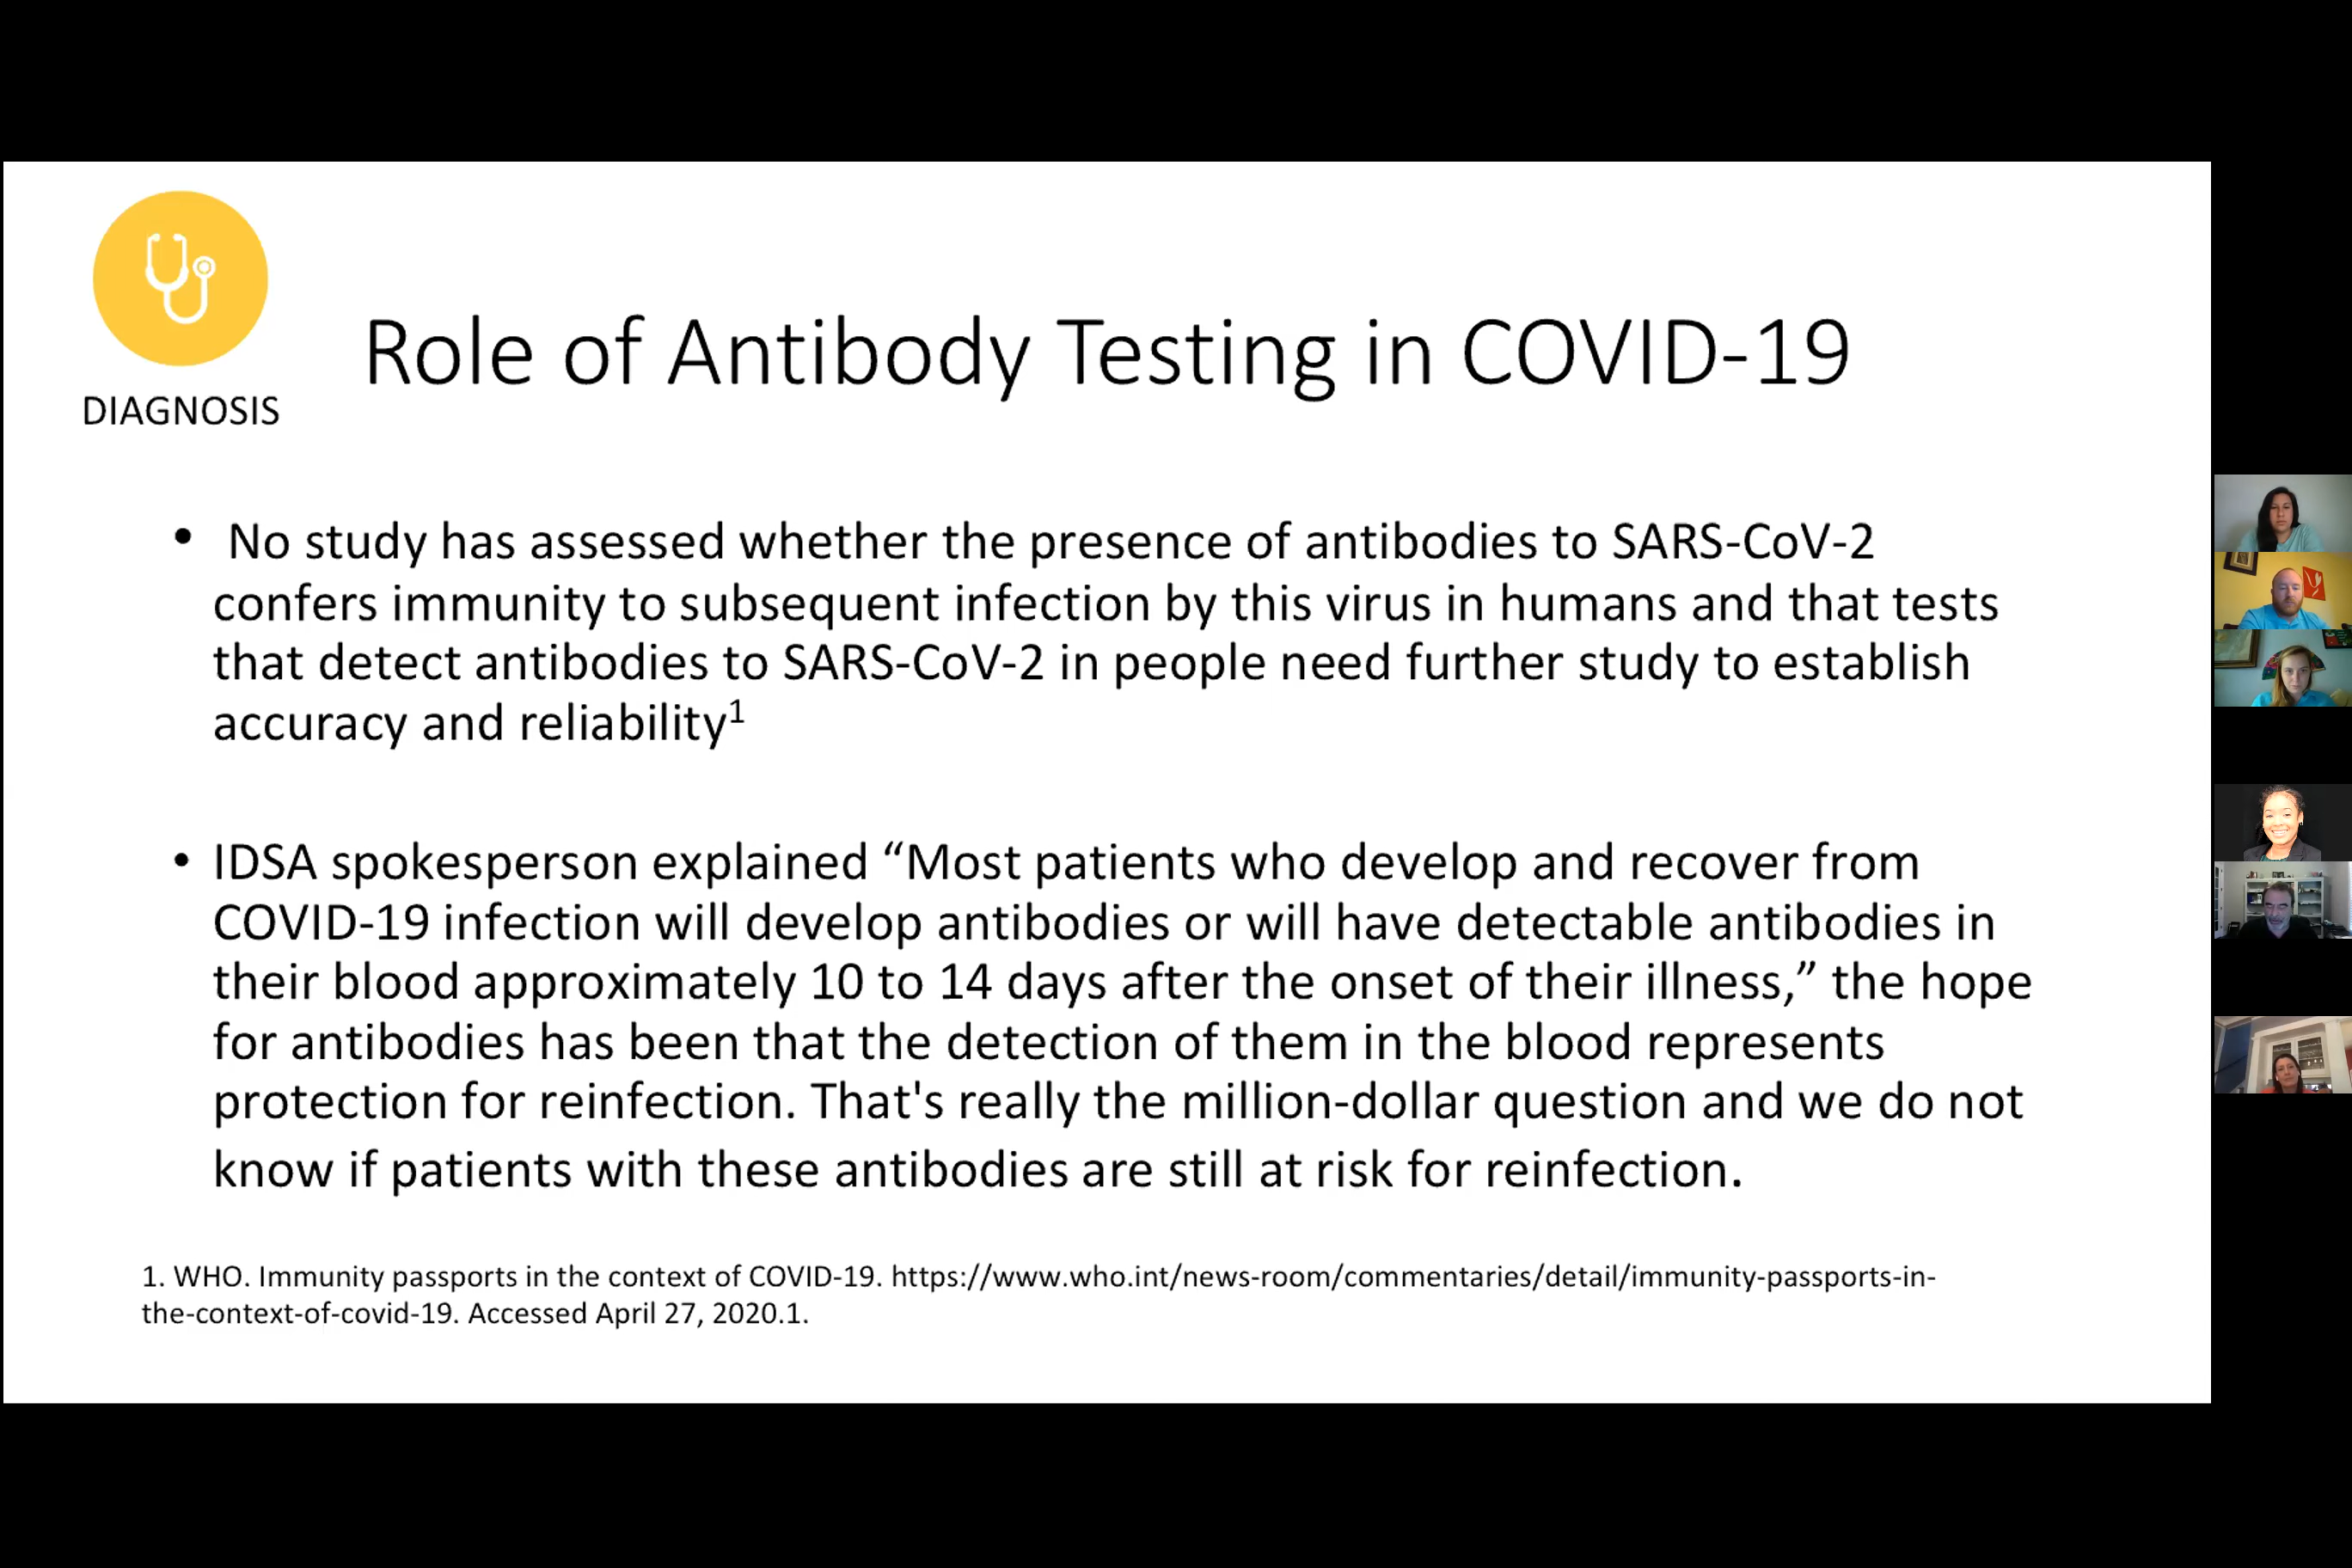 DIAGNOSIS
Role of Antibody Testing in COVID-19
• No study has assessed whether the presence of antibodies to SARS-CoV-2
confers immunity to subsequent infection by this virus in humans and that tests
that detect antibodies to SARS-CoV-2 in people need further study to establish
accuracy and reliability1
• IDSA spokesperson explained “Most patients who develop and recover from
COVID-19 infection will develop antibodies or will have detectable antibodies in
their blood approximately 10 to 14 days after the onset of their illness,” the hope
for antibodies has been that the detection of them in the blood represents
protection for reinfection. That's really the million-dollar question and we do not
know if patients with these antibodies are still at risk for reinfection.
1. WHO. Immunity passports in the context of COVID-19. https://www.who.int/news-room/commentaries/detail/immunity-passports-in-
the-context-of-covid-19. Accessed April 27, 2020.1.